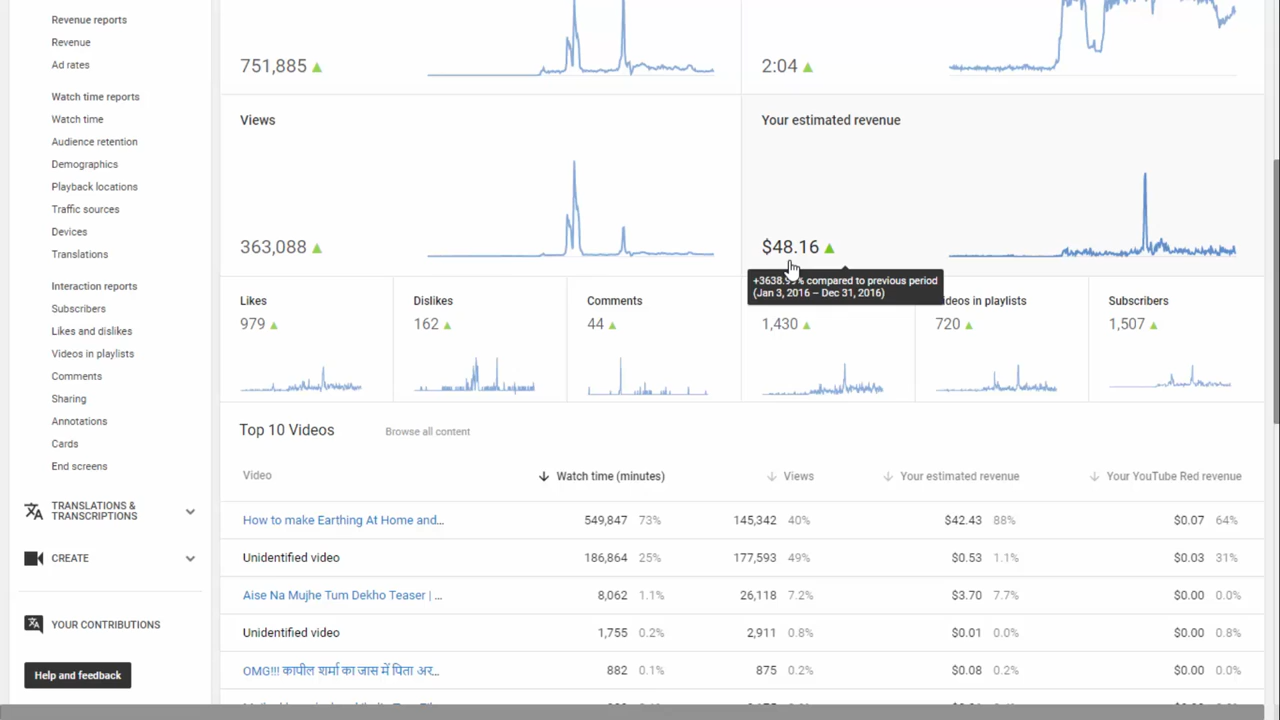 Revenue reports
Revenue
Ad rates
Watch time reports
Watch time
Audience retention
Demographics
Playback locations
Traffic sources
Devices
Translations
Interaction reports
Subscribers
Likes and dislikes
Videos in playlists
Comments
Sharing
Annotations
Cards
End screens
TRANSLATIONS &
TRANSCRIPTIONS
CREATE
YOUR CONTRIBUTIONS
Help and feedback
751,885
2:04
Views
Your estimated revenue
363,088
$48.16
compared to previous period
(Jan 3, 2016 – Dec 31, 2016)
Likes
Dislikes
Comments
in playlists
Subscribers
979
162
44
1,430
720
1,507
Top 10 Videos Browse all content
Video Watch time (minutes) Views Your estimated revenue Your YouTube Red revenue
How to make Earthing At Home and... 549,847 73% 145,342 40% $42.43 88% $0.07 64%
Unidentified video 186,864 25% 177,593 49% $0.53 1.1% $0.03 31%
Aise Na Mujhe Tum Dekho Teaser | ... 8,062 1.1% 26,118 7.2% $3.70 7.7% $0.00 0.0%
Unidentified video 1,755 0.2% 2,911 0.8% $0.01 0.0% $0.00 0.8%
OMG!!! कापील शर्मा का जास में पिता अर... 882 0.1% 875 0.2% $0.08 0.2% $0.00 0.0%